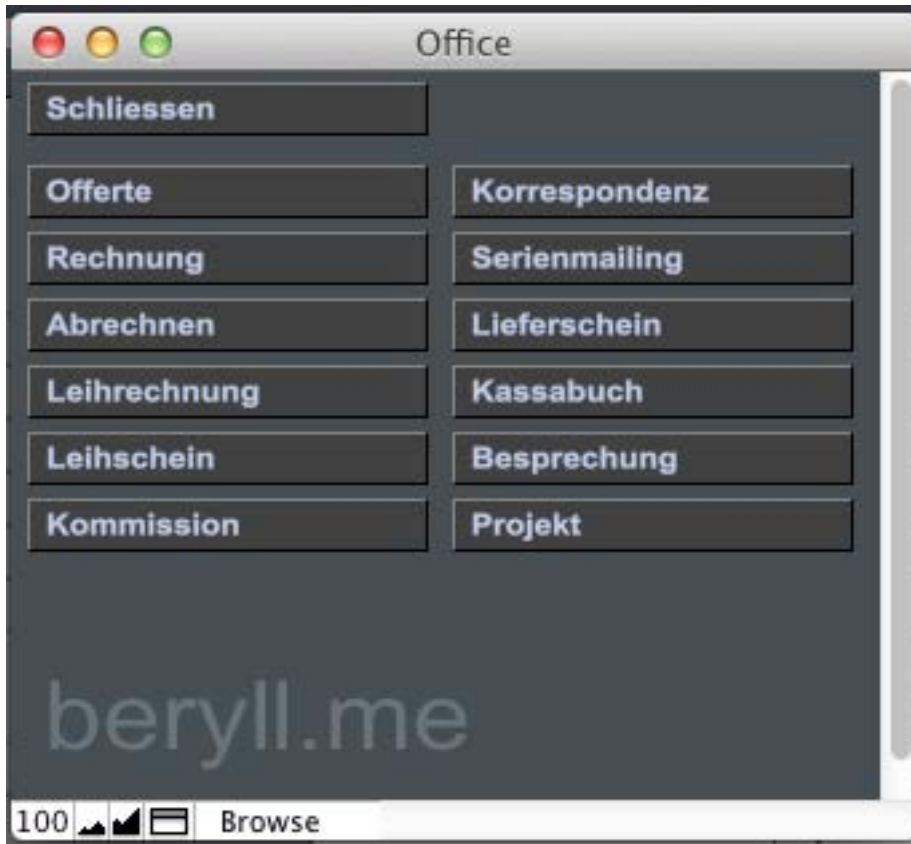 Office
Schliessen
Offerte
Korrespondenz
Rechnung
Serienmailing
Abrechnen
Lieferschein
Leihrechnung
Kassabuch
Leihschein
Besprechung
Kommission
Projekt
beryll.me
100 Browse